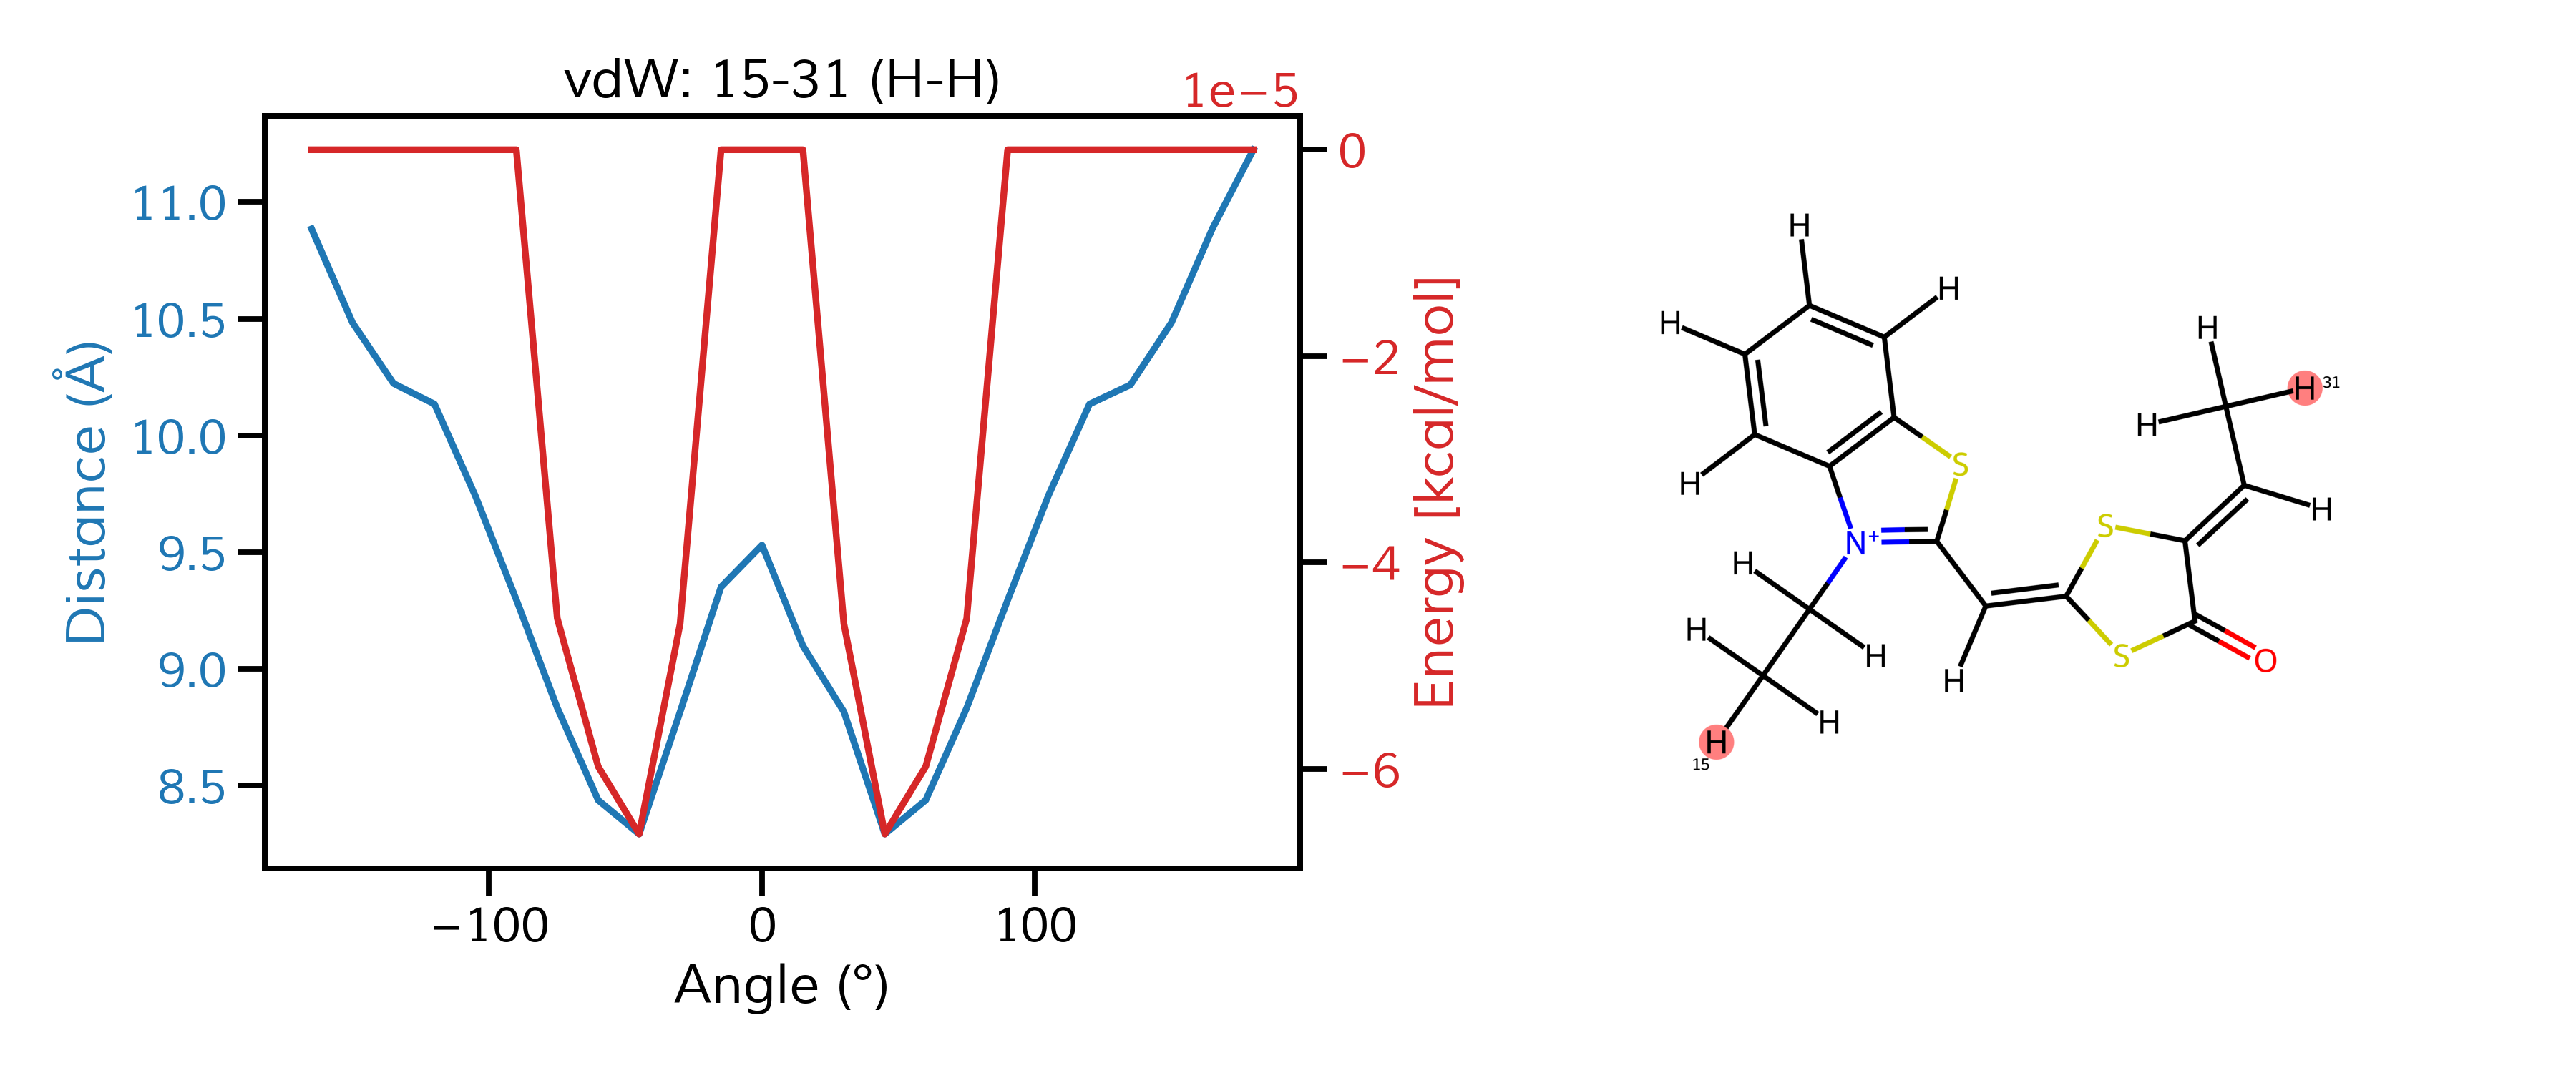 vdW: 15-31 (H-H)
1e−5
Distance (Å)
11.0
10.5
10.0
9.5
9.0
8.5
0
−2
−4
−6
Energy [kcal/mol]
−100
0
100
Angle (°)
H
H
H
H
H
H 31
H
S
H
S
H
N+
H
H
H
S
O
H
H
H
15